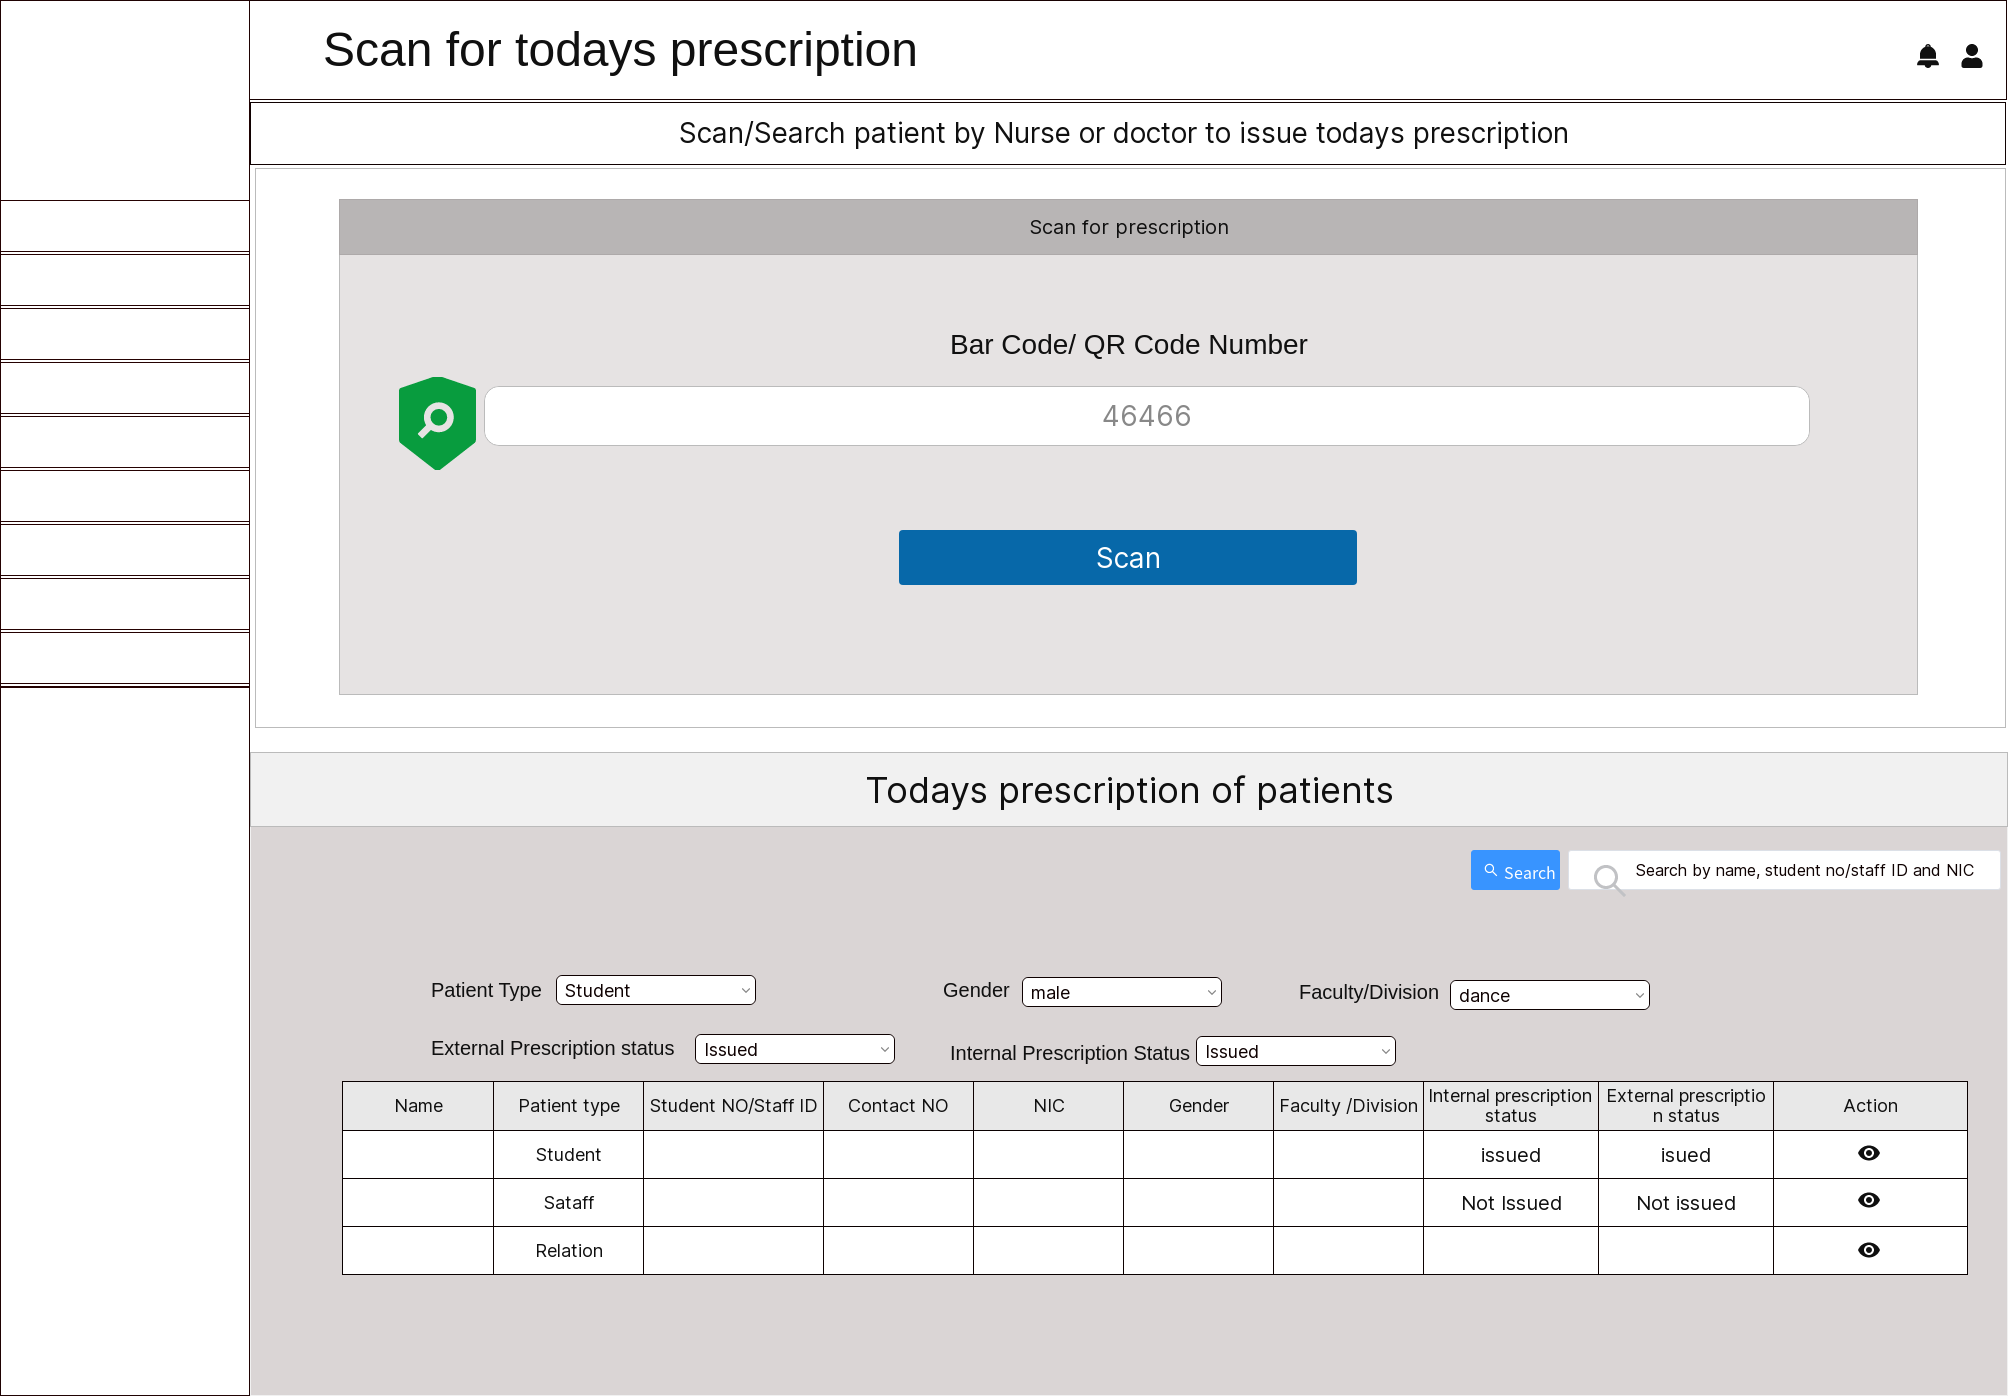 Scan for todays prescription
Scan/Search patient by Nurse or doctor to issue todays prescription
Scan for prescription
Bar Code/ QR Code Number
46466
Scan
Todays prescription of patients
Search
Search by name, student no/staff ID and NIC
Patient Type Student
Gender male
Faculty/Division dance
External Prescription status Issued
Internal Prescription Status Issued
Name Patient type Student NO/Staff ID Contact NO NIC Gender Faculty /Division Internal prescription status External prescriptio n status Action
Student issued isued
Sataff Not Issued Not issued
Relation